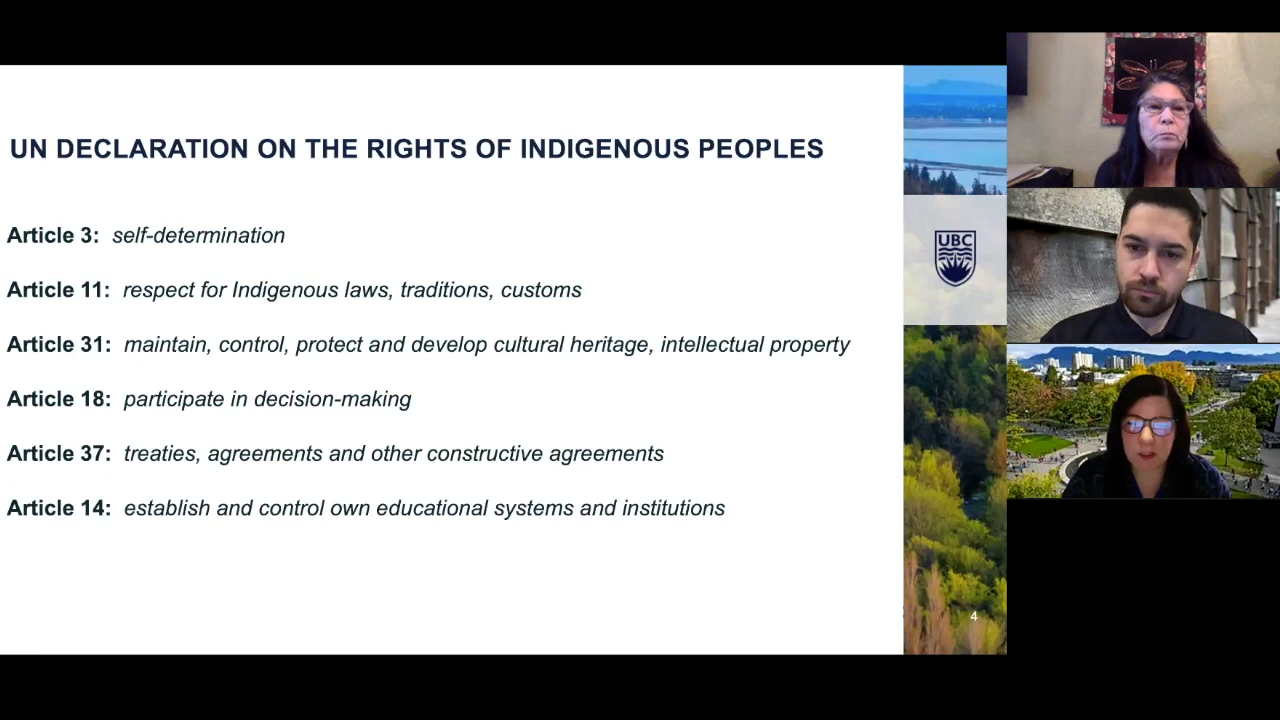 UN DECLARATION ON THE RIGHTS OF INDIGENOUS PEOPLES
Article 3: self-determination
Article 11: respect for Indigenous laws, traditions, customs
Article 31: maintain, control, protect and develop cultural heritage, intellectual property
Article 18: participate in decision-making
Article 37: treaties, agreements and other constructive agreements
Article 14: establish and control own educational systems and institutions
UBC
4